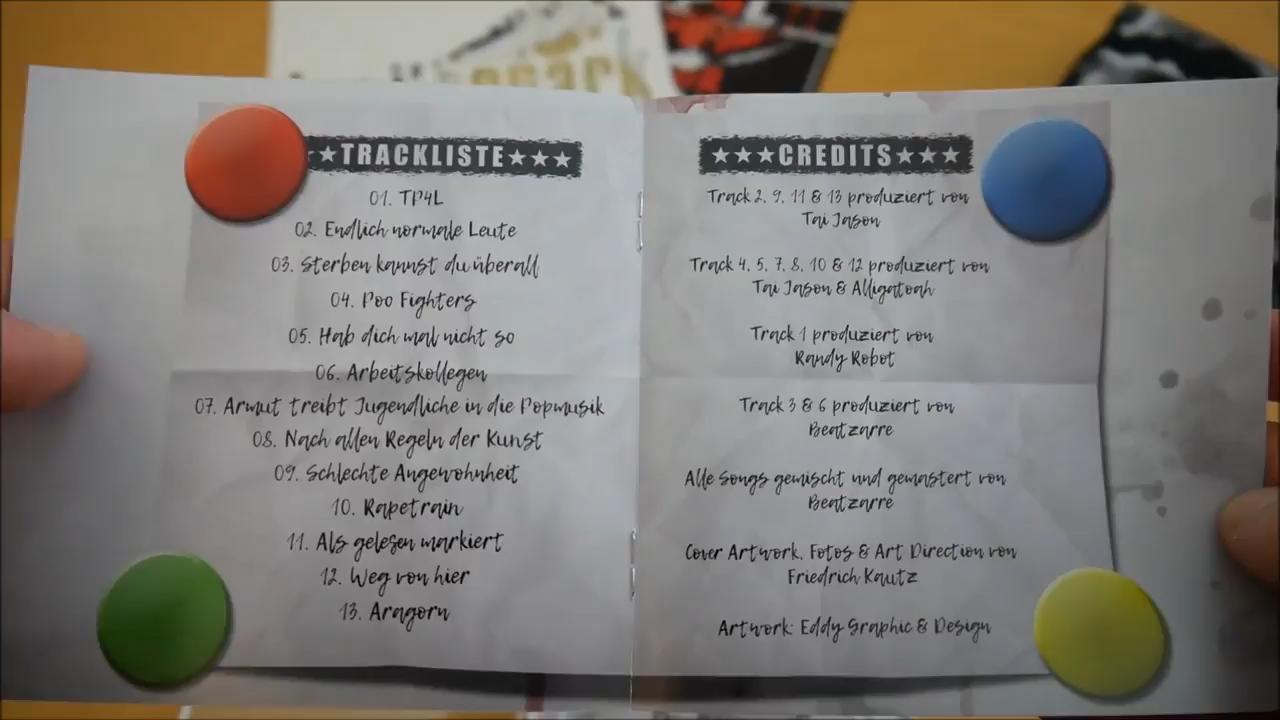 ★TRACKLISTE★★★
01. TP4L
02. Endlich normale Leute
03. Sterben kannst du überall
04. Poo Fighters
05. Hab dich mal nicht so
06. Arbeitskollegen
07. Armut treibt Jugendliche in die Popmusik
08. Nach allen Regeln der Kunst
09. Schlechte Angewohnheit
10. Rapetrain
11. Als gelesen markiert
12. Weg von hier
13. Aragorn
★★★CREDITS★★★
Track 2, 9, 11 & 13 produziert von
Tai Jason
Track 4, 5, 7, 8, 10 & 12 produziert von
Tai Jason & Alligatoah
Track 1 produziert von
Randy Robot
Track 3 & 6 produziert von
Beatzarre
Alle Songs gemischt und gemastert von
Beatzarre
Cover Artwork, Fotos & Art Direction von
Friedrich Kautz
Artwork: Eddy Graphic & Design